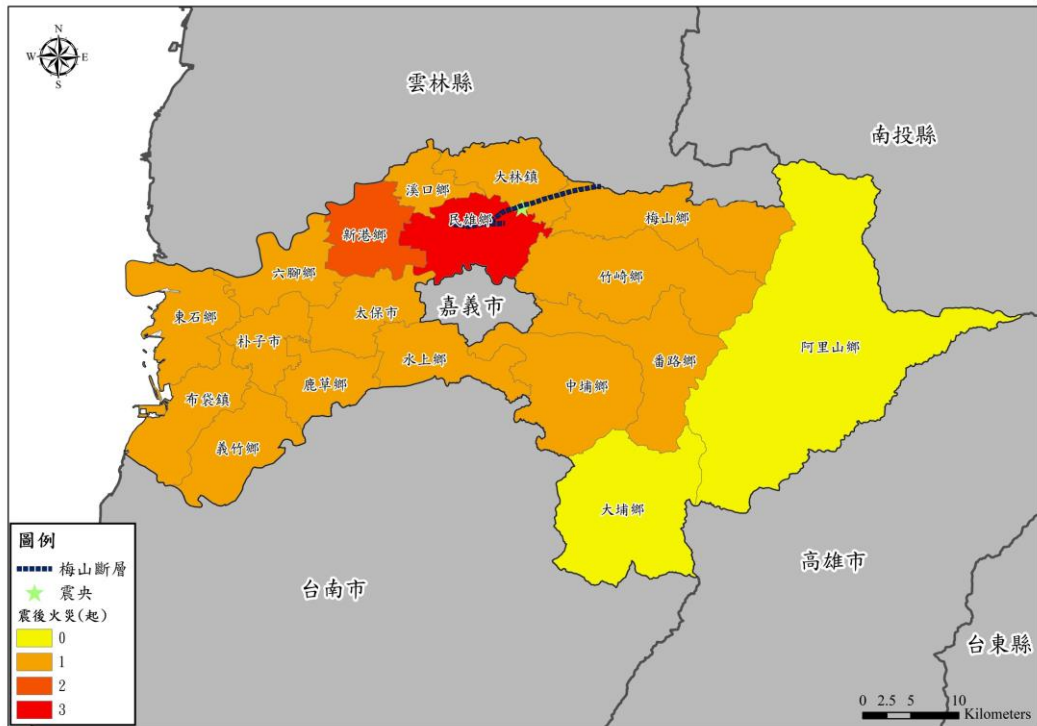 N
W
E
S
雲林縣
南投縣
溪口鄉
大林鎮
民雄鄉
梅山鄉
新港鄉
六腳鄉
竹崎鄉
嘉義市
東石鄉
太保市
朴子市
阿里山鄉
水上鄉
番路鄉
鹿草鄉
中埔鄉
布袋鎮
義竹鄉
大埔鄉
高雄市
台南市
台東縣
圖例
梅山斷層
震央
震後火災(起)
0
1
2
3
0 2.5 5 10
Kilometers